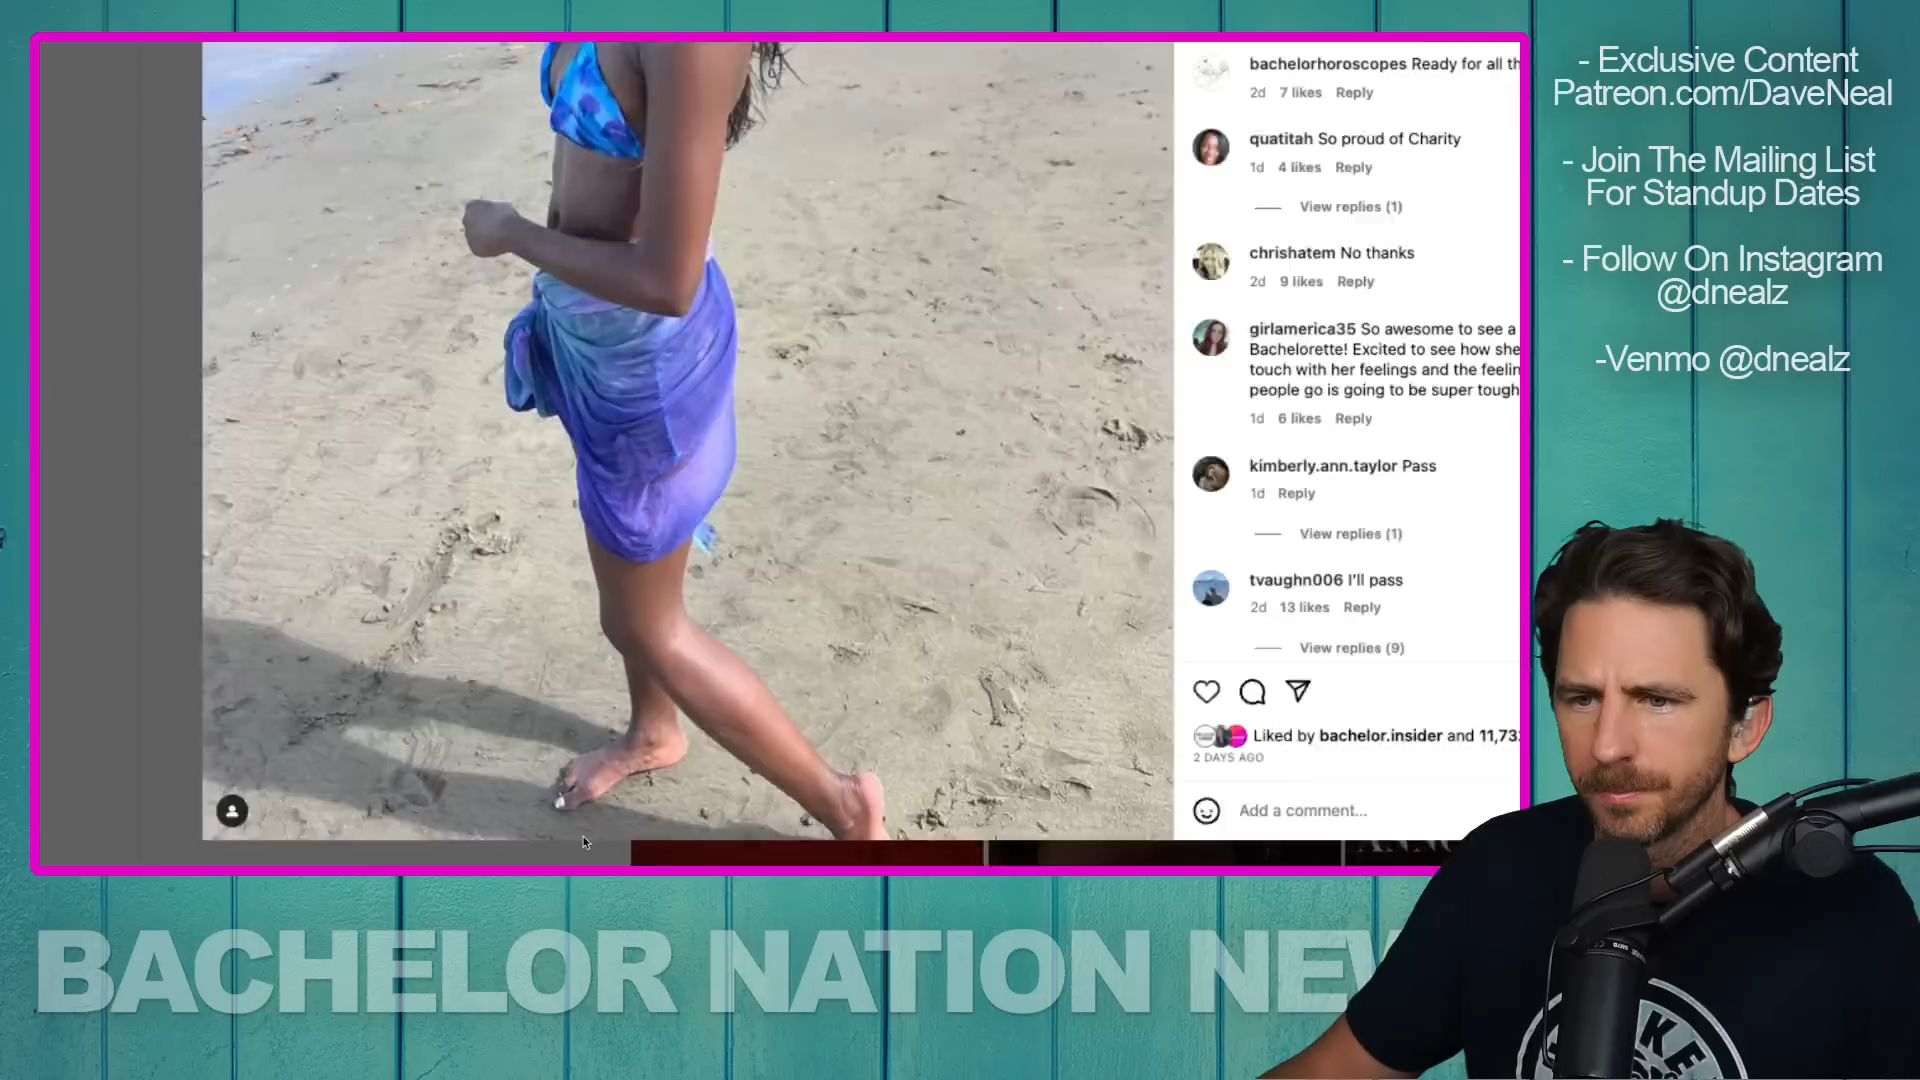 bachelorhoroscopes Ready for all th
2d 7 likes Reply
quatitah So proud of Charity
1d 4 likes Reply
View replies (1)
chrishatem No thanks
2d 9 likes Reply
girlamerica35 So awesome to see a
Bachelorette! Excited to see how she
touch with her feelings and the feelin
people go is going to be super tough
1d 6 likes Reply
kimberly.ann.taylor Pass
1d Reply
View replies (1)
tvaughn006 I'll pass
2d 13 likes Reply
View replies (9)
Liked by bachelor.insider and 11,73
2 DAYS AGO
Add a comment...
- Exclusive Content
Patreon.com/DaveNeal
- Join The Mailing List
For Standup Dates
- Follow On Instagram
@dnealz
-Venmo @dnealz
BACHELOR NATION NEW